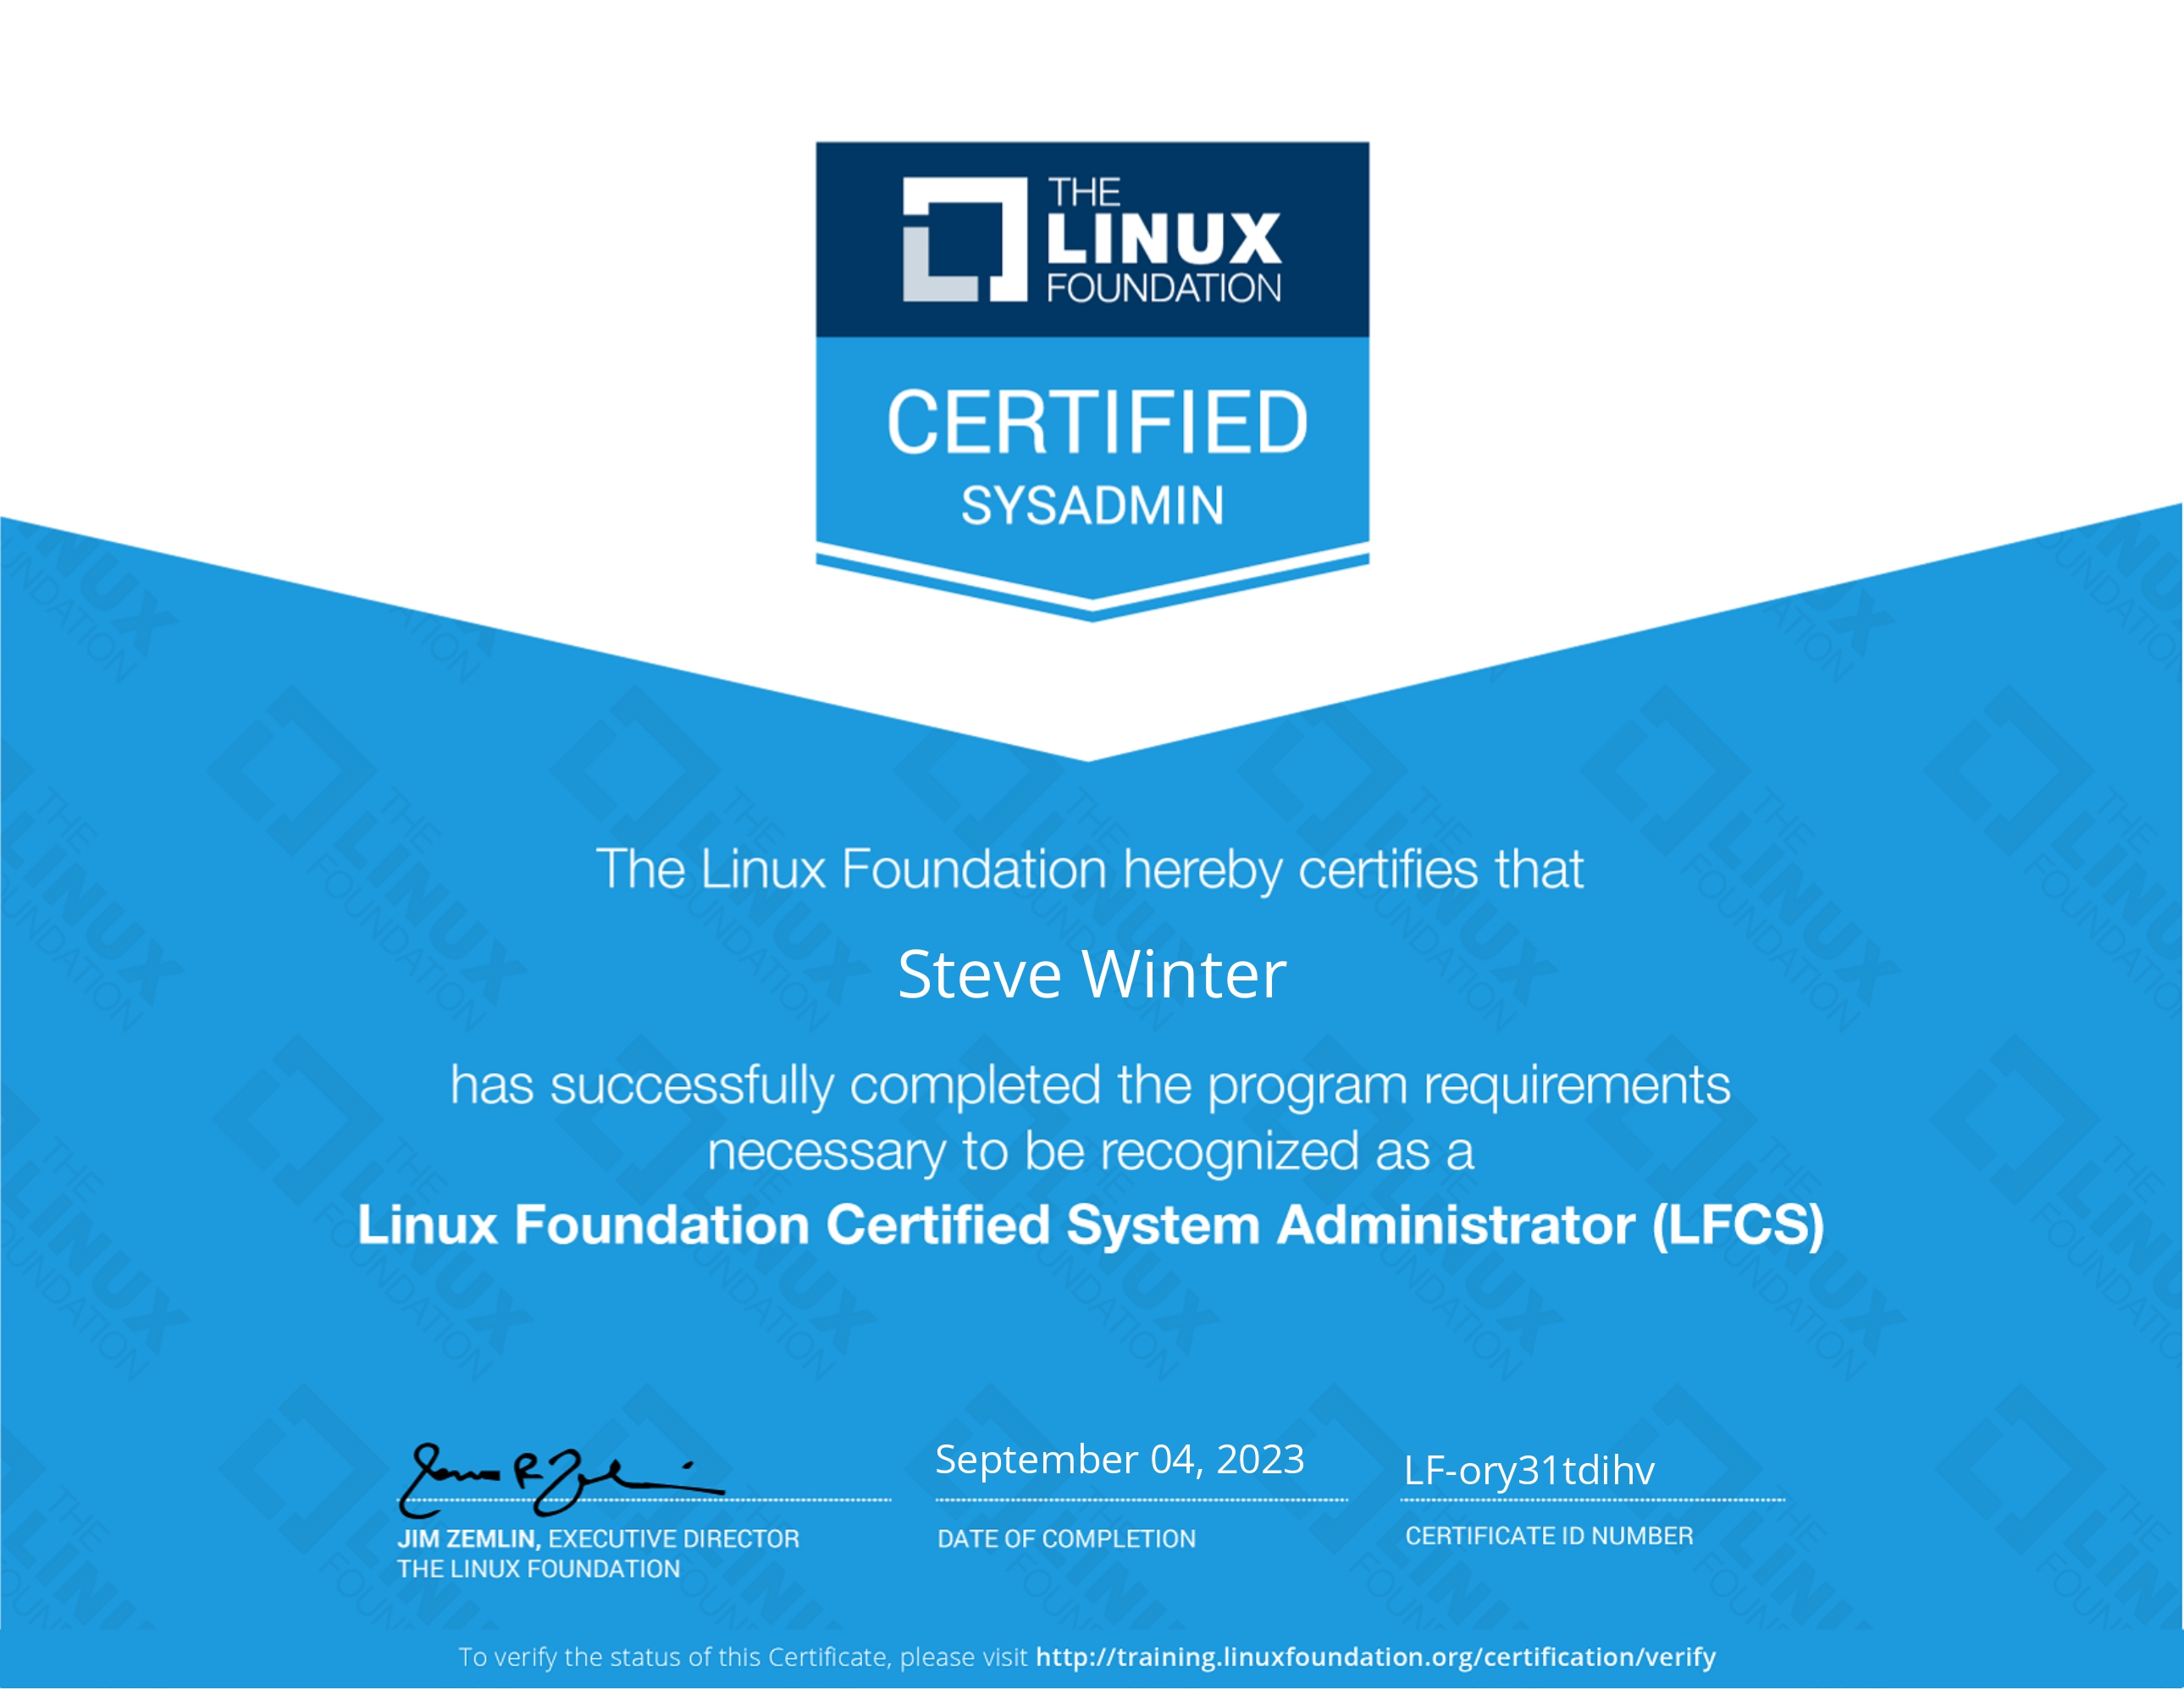 THE
LINUX
FOUNDATION
CERTIFIED
SYSADMIN
The Linux Foundation hereby certifies that
Steve Winter
has successfully completed the program requirements
necessary to be recognized as a
Linux Foundation Certified System Administrator (LFCS)
September 04, 2023
LF-ory31tdihv
JIM ZEMLIN, EXECUTIVE DIRECTOR
THE LINUX FOUNDATION
DATE OF COMPLETION
CERTIFICATE ID NUMBER
To verify the status of this Certificate, please visit http://training.linuxfoundation.org/certification/verify